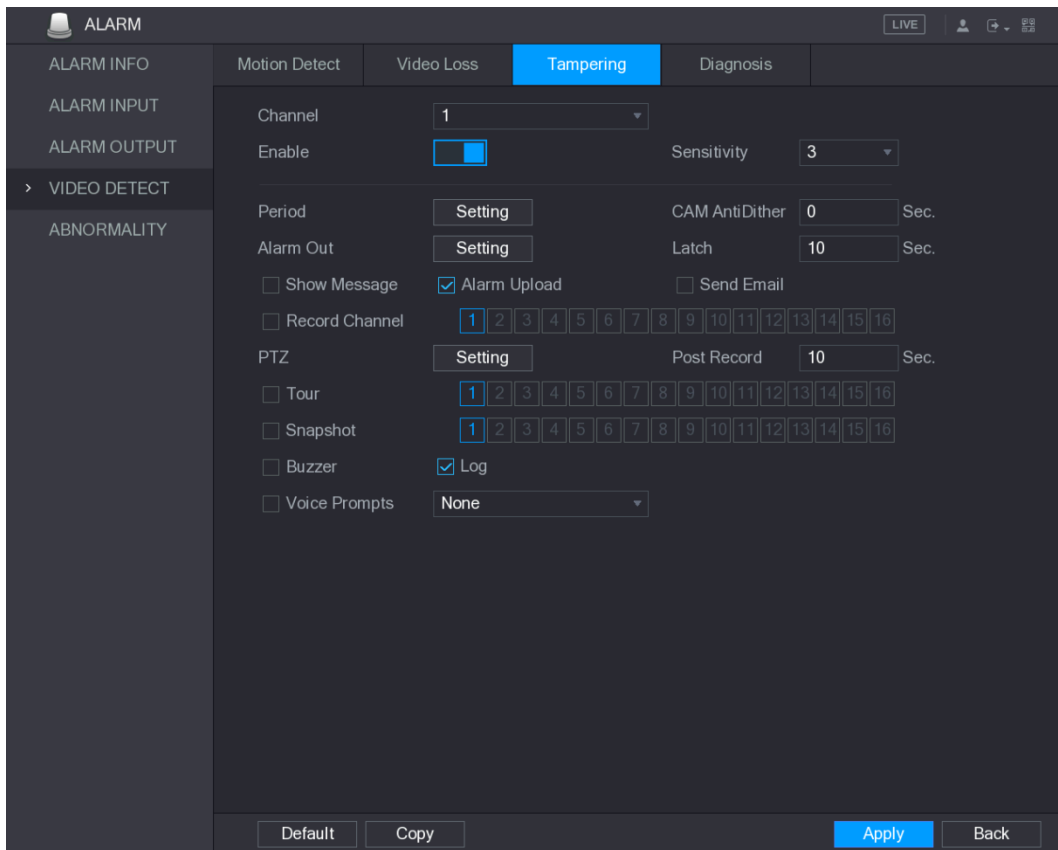 ALARM LIVE
ALARM INFO
ALARM INPUT
ALARM OUTPUT
> VIDEO DETECT
ABNORMALITY
Motion Detect Video Loss Tampering Diagnosis
Channel 1
Enable Sensitivity 3
Period Setting CAM AntiDither 0 Sec.
Alarm Out Setting Latch 10 Sec.
Show Message Alarm Upload Send Email
Record Channel 1 2 3 4 5 6 7 8 9 10 11 12 13 14 15 16
PTZ Setting Post Record 10 Sec.
Tour 1 2 3 4 5 6 7 8 9 10 11 12 13 14 15 16
Snapshot 1 2 3 4 5 6 7 8 9 10 11 12 13 14 15 16
Buzzer Log
Voice Prompts None
Default Copy Apply Back